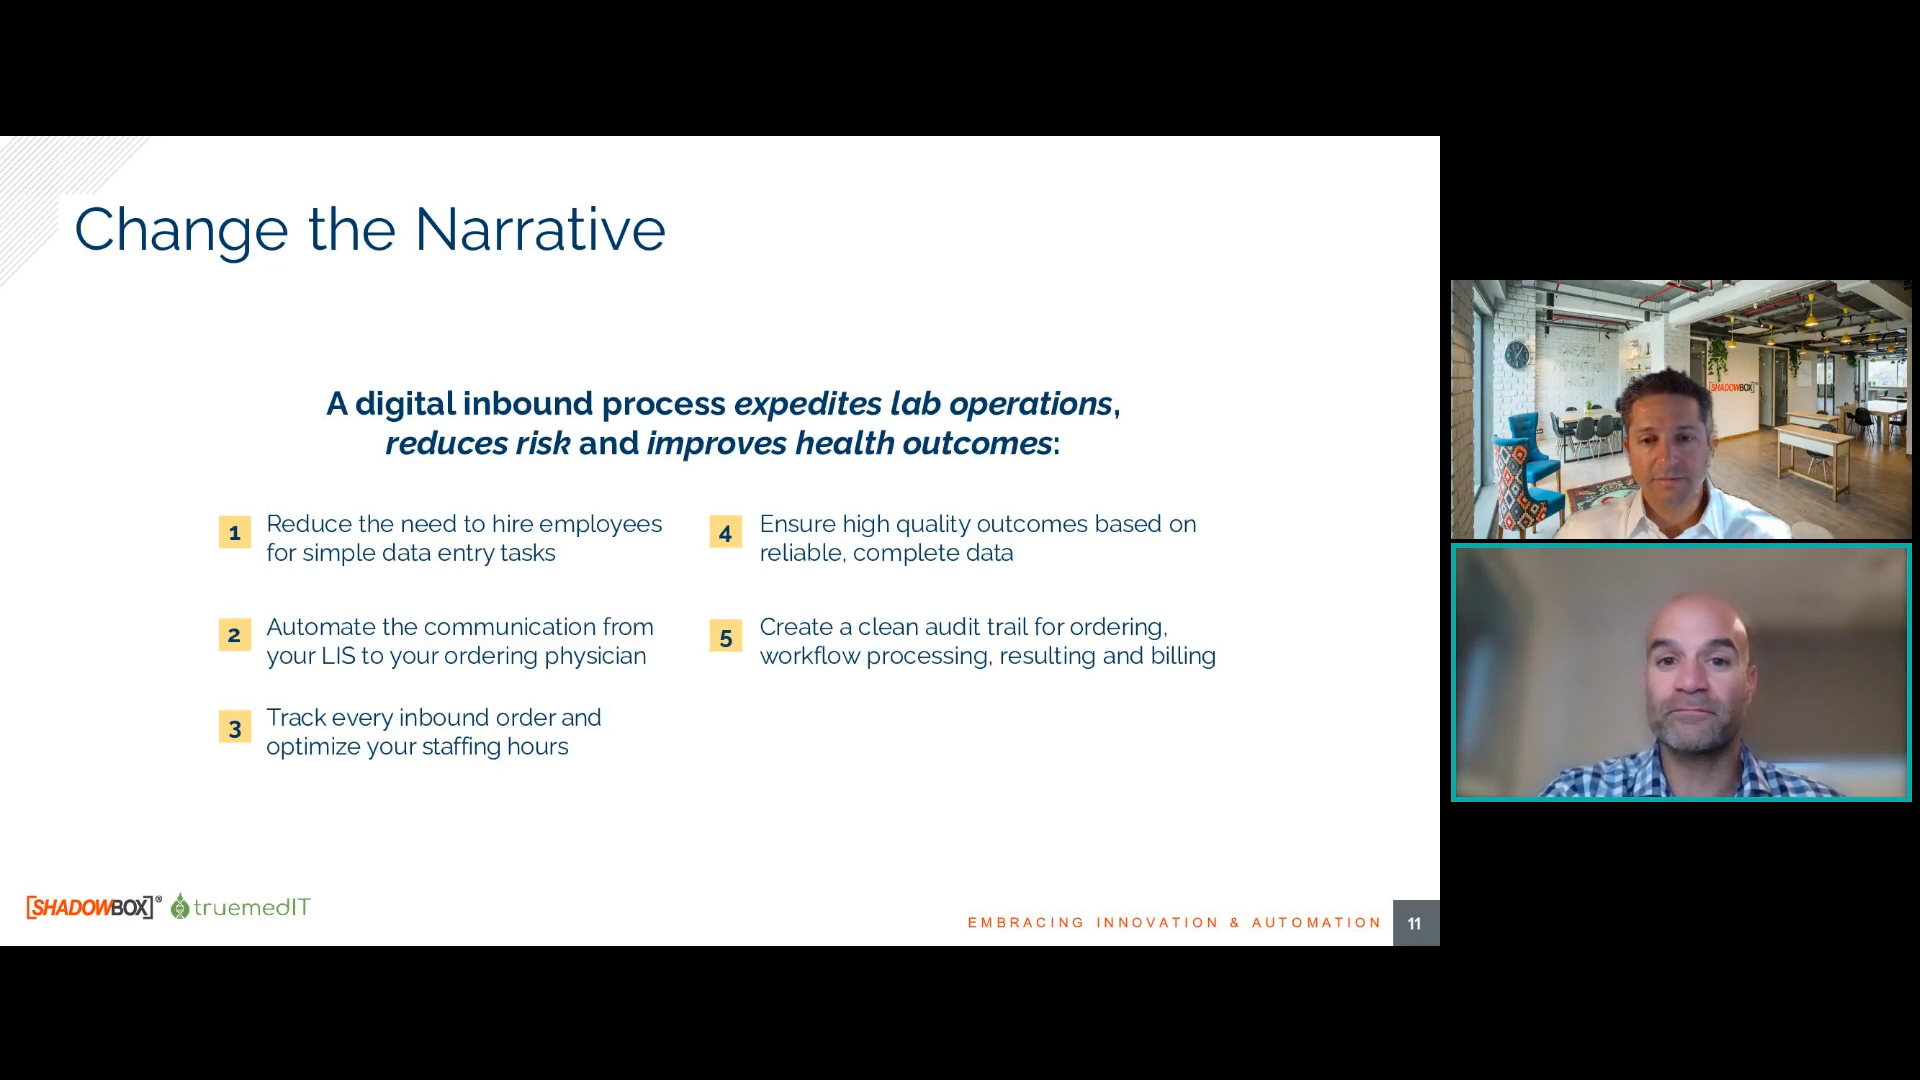 Change the Narrative
A digital inbound process expedites lab operations,
reduces risk and improves health outcomes:
1
Reduce the need to hire employees
for simple data entry tasks
2
Automate the communication from
your LIS to your ordering physician
3
Track every inbound order and
optimize your staffing hours
4
Ensure high quality outcomes based on
reliable, complete data
5
Create a clean audit trail for ordering,
workflow processing, resulting and billing
[SHADOWBOX]® truemedIT
EMBRACING INNOVATION & AUTOMATION
11
[SHADOWBOX]